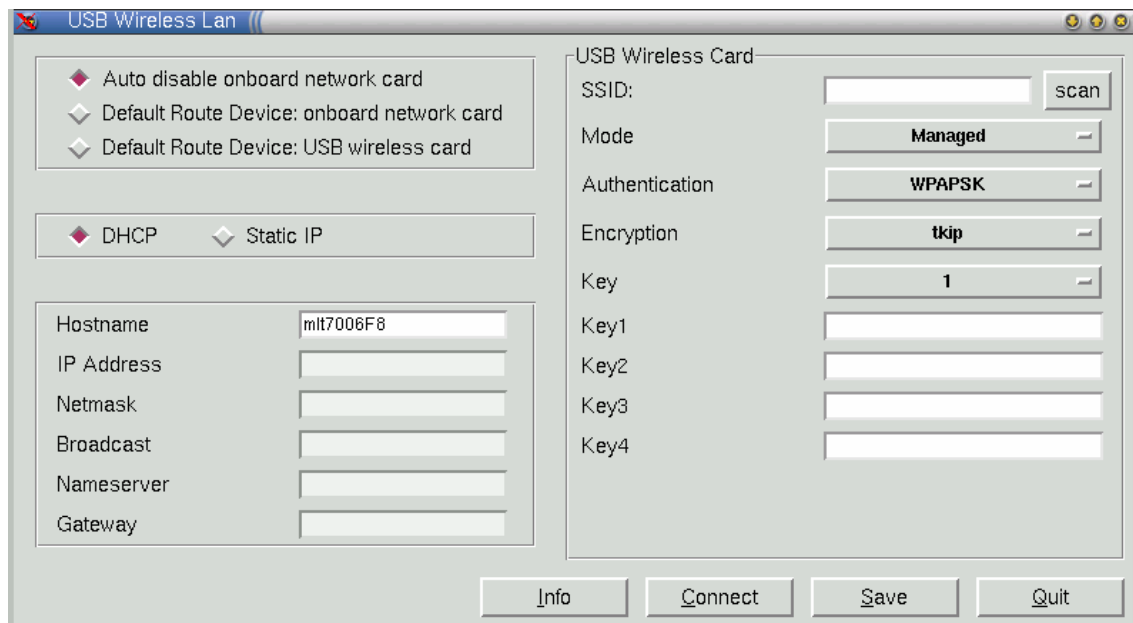 USB Wireless Lan
Auto disable onboard network card
Default Route Device: onboard network card
Default Route Device: USB wireless card
DHCP Static IP
Hostname mlt7006F8
IP Address
Netmask
Broadcast
Nameserver
Gateway
USB Wireless Card
SSID: scan
Mode Managed
Authentication WPAPSK
Encryption tkip
Key 1
Key1
Key2
Key3
Key4
Info Connect Save Quit